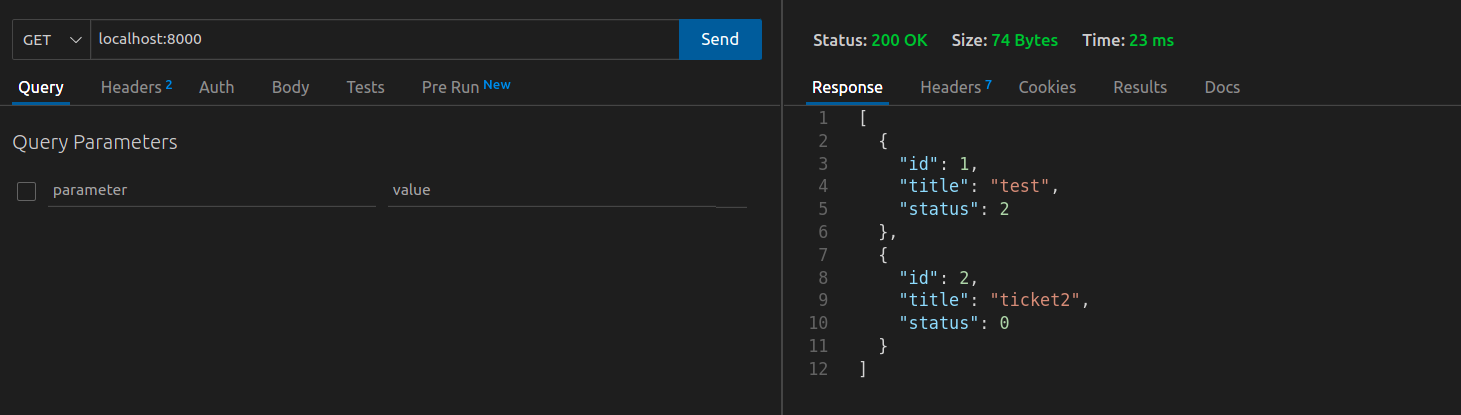 GET localhost:8000 Send
Query Headers 2 Auth Body Tests Pre Run New
Query Parameters
parameter value
Status: 200 OK Size: 74 Bytes Time: 23 ms
Response Headers 7 Cookies Results Docs
1 [
2 {
3 "id": 1,
4 "title": "test",
5 "status": 2
6 },
7 {
8 "id": 2,
9 "title": "ticket2",
10 "status": 0
11 }
12 ]